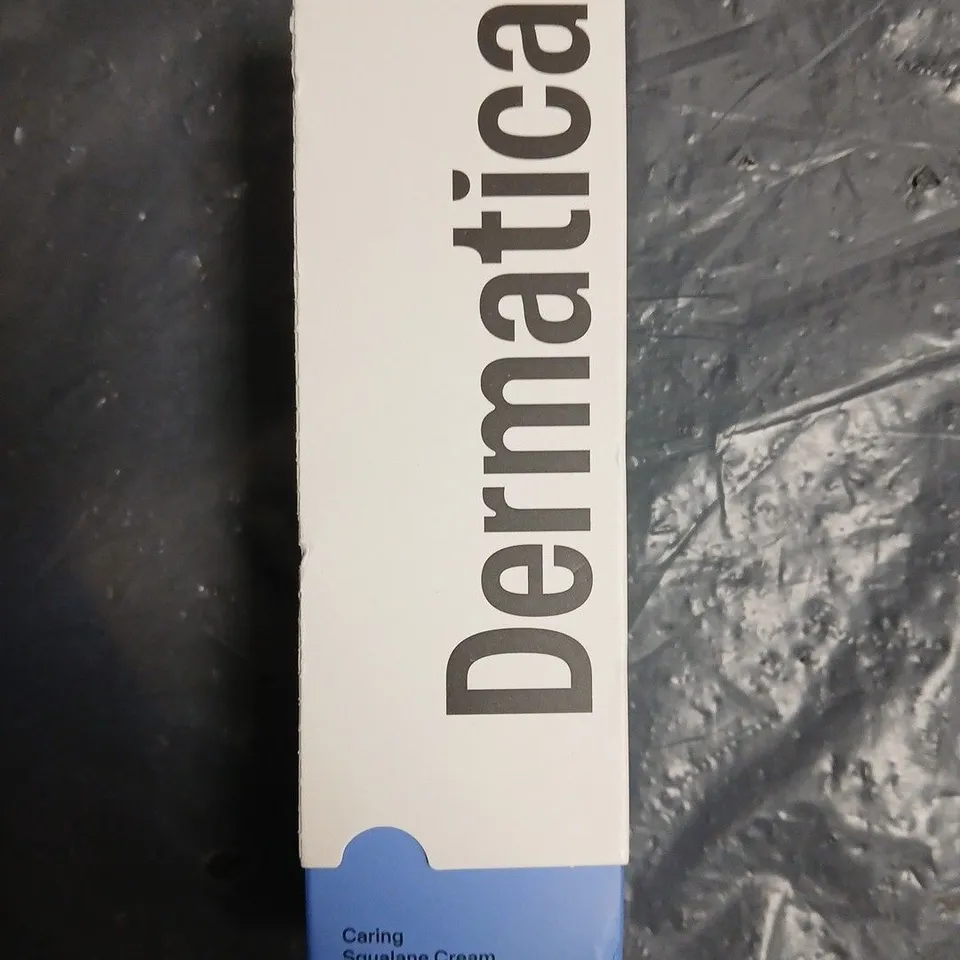 Dermatica
Caring
Squalane Cream